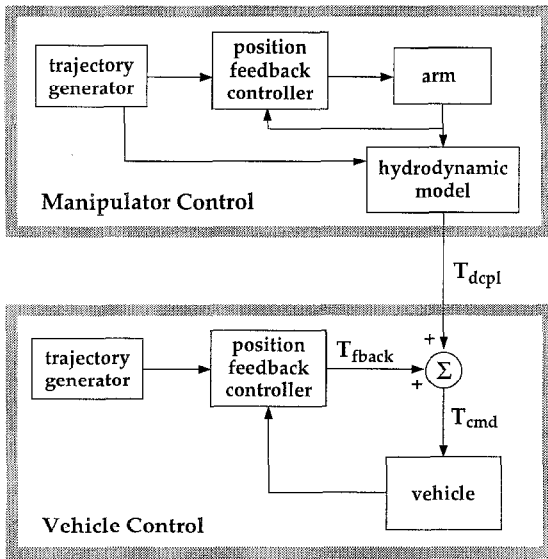 trajectory
generator
position
feedback
controller
arm
hydrodynamic
model
Manipulator Control
T_dcpl
trajectory
generator
position
feedback
controller
T_fback
+
+
Σ
T_cmd
vehicle
Vehicle Control